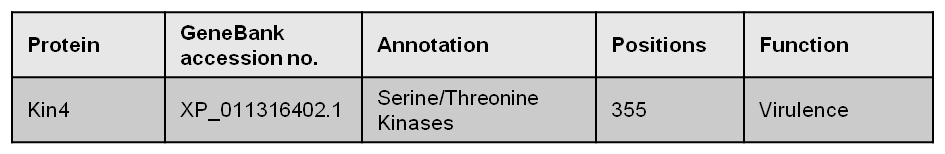 Protein GeneBank accession no. Annotation Positions Function
Kin4 XP_011316402.1 Serine/Threonine Kinases 355 Virulence